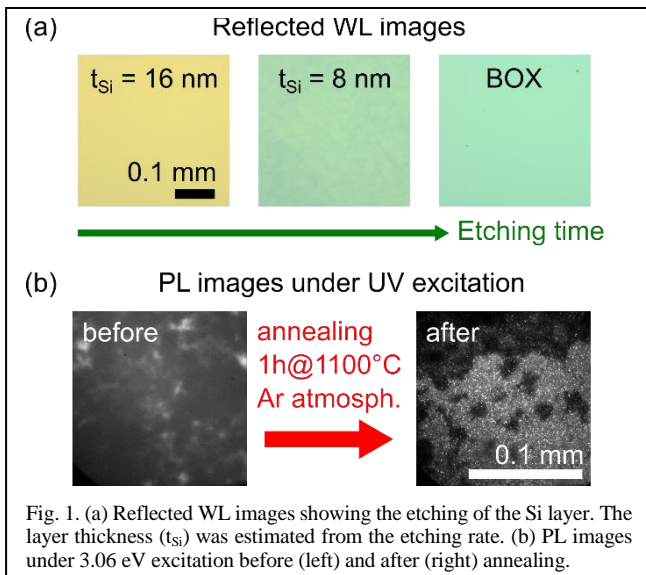 (a) Reflected WL images
t_Si = 16 nm t_Si = 8 nm BOX
0.1 mm
Etching time
(b) PL images under UV excitation
before annealing after
1h@1100°C
Ar atmosph.
0.1 mm
Fig. 1. (a) Reflected WL images showing the etching of the Si layer. The
layer thickness (t_Si) was estimated from the etching rate. (b) PL images
under 3.06 eV excitation before (left) and after (right) annealing.